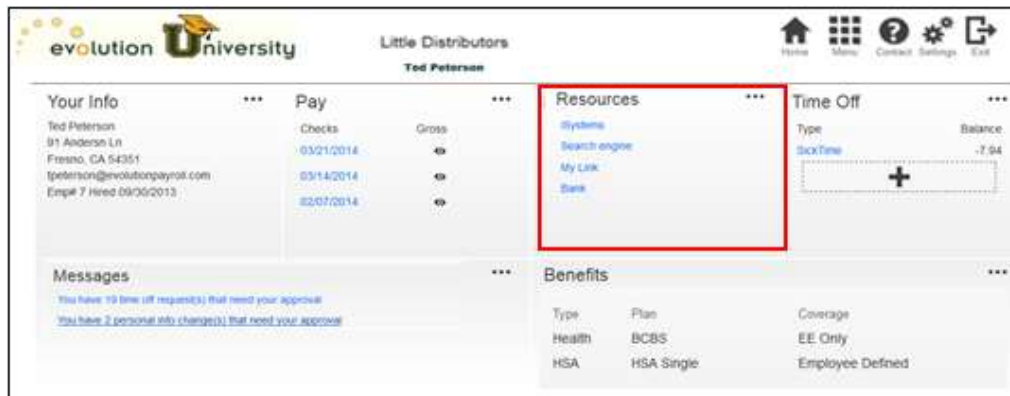 evolution University
Little Distributors
Ted Peterson
Home Menu Contact Settings Exit
Your Info
Ted Peterson
91 Andersn Ln
Fresno, CA 54351
tpeterson@evolutionpayroll.com
Emp# 7 Hired 09/30/2013
Pay
Checks Gross
03/21/2014
03/14/2014
02/07/2014
Resources
iSystems
Search engine
My Link
Bank
Time Off
Type Balance
SickTime -7.94
Messages
You have 19 time off request(s) that need your approval
You have 2 personal info change(s) that need your approval
Benefits
Type Plan Coverage
Health BCBS EE Only
HSA HSA Single Employee Defined